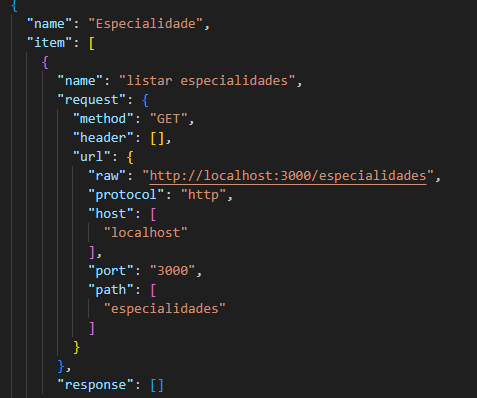 {
"name": "Especialidade",
"item": [
{
"name": "listar especialidades",
"request": {
"method": "GET",
"header": [],
"url": {
"raw": "http://localhost:3000/especialidades",
"protocol": "http",
"host": [
"localhost"
],
"port": "3000",
"path": [
"especialidades"
]
}
},
"response": []